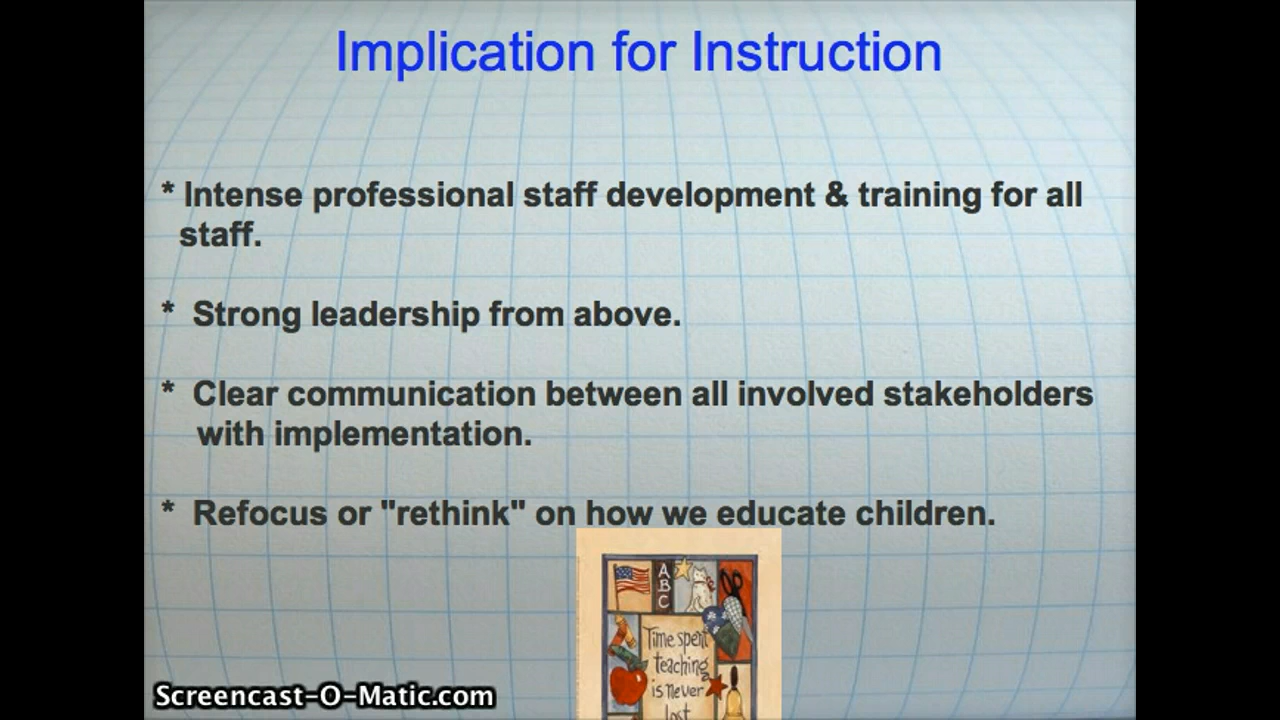 Implication for Instruction
* Intense professional staff development & training for all
staff.
* Strong leadership from above.
* Clear communication between all involved stakeholders
with implementation.
* Refocus or "rethink" on how we educate children.
A
B
C
Time spent
teaching
is never
lost
Screencast-O-Matic.com